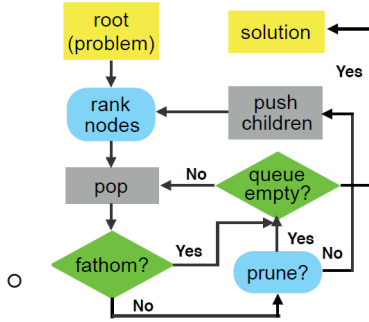 root
(problem)
solution
Yes
rank
nodes
push
children
pop
No
queue
empty?
fathom?
Yes
Yes
No
prune?
No